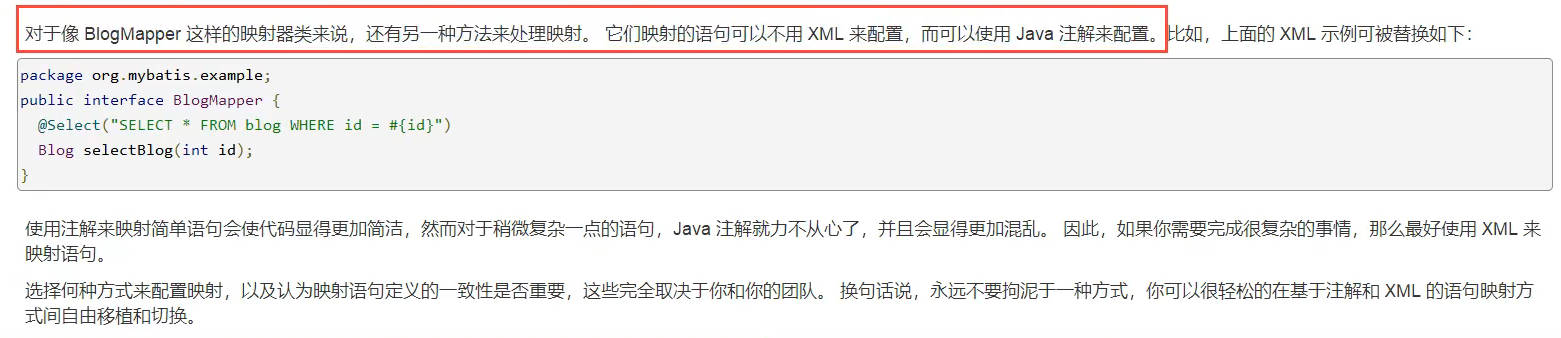 对于像 BlogMapper 这样的映射器类来说，还有另一种方法来处理映射。 它们映射的语句可以不用 XML 来配置，而可以使用 Java 注解来配置。比如，上面的 XML 示例可被替换如下：
package org.mybatis.example;
public interface BlogMapper {
  @Select("SELECT * FROM blog WHERE id = #{id}")
  Blog selectBlog(int id);
}
使用注解来映射简单语句会使代码显得更加简洁，然而对于稍微复杂一点的语句，Java 注解就力不从心了，并且会显得更加混乱。 因此，如果你需要完成很复杂的事情，那么最好使用 XML 来
映射语句。
选择何种方式来配置映射，以及认为映射语句定义的一致性是否重要，这些完全取决于你和你的团队。 换句话说，永远不要拘泥于一种方式，你可以很轻松的在基于注解和 XML 的语句映射方
式间自由移植和切换。